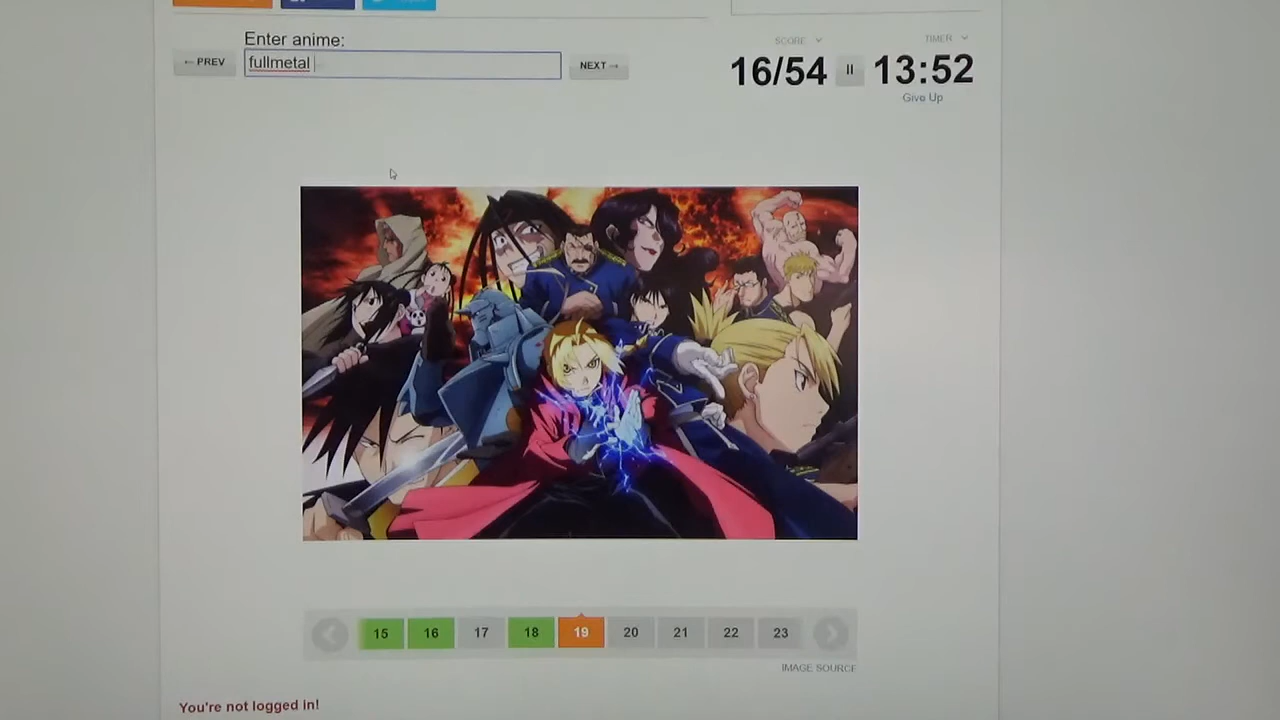 Enter anime:
SCORE
TIMER
← PREV
fullmetal
NEXT →
16/54
13:52
Give Up
15
16
17
18
19
20
21
22
23
IMAGE SOURCE
You're not logged in!